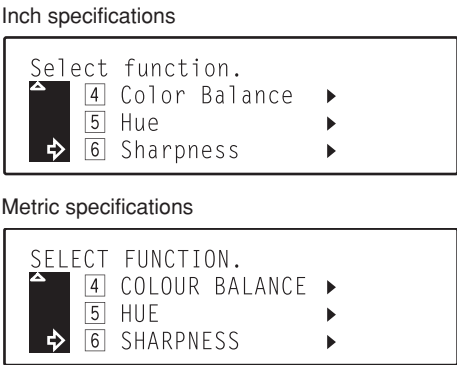 Inch specifications
Select function.
4 Color Balance
5 Hue
6 Sharpness
Metric specifications
SELECT FUNCTION.
4 COLOUR BALANCE
5 HUE
6 SHARPNESS